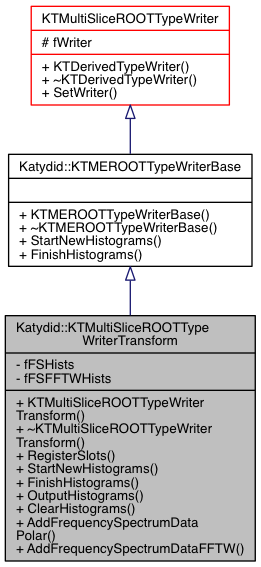 KTMultiSliceROOTTypeWriter
# fWriter
+ KTDerivedTypeWriter()
+ ~KTDerivedTypeWriter()
+ SetWriter()
Katydid::KTMEROOTTypeWriterBase
+ KTMEROOTTypeWriterBase()
+ ~KTMEROOTTypeWriterBase()
+ StartNewHistograms()
+ FinishHistograms()
Katydid::KTMultiSliceROOTType
WriterTransform
- fFSHists
- fFSFFTWHists
+ KTMultiSliceROOTTypeWriter
Transform()
+ ~KTMultiSliceROOTTypeWriter
Transform()
+ RegisterSlots()
+ StartNewHistograms()
+ FinishHistograms()
+ OutputHistograms()
+ ClearHistograms()
+ AddFrequencySpectrumData
Polar()
+ AddFrequencySpectrumDataFFTW()